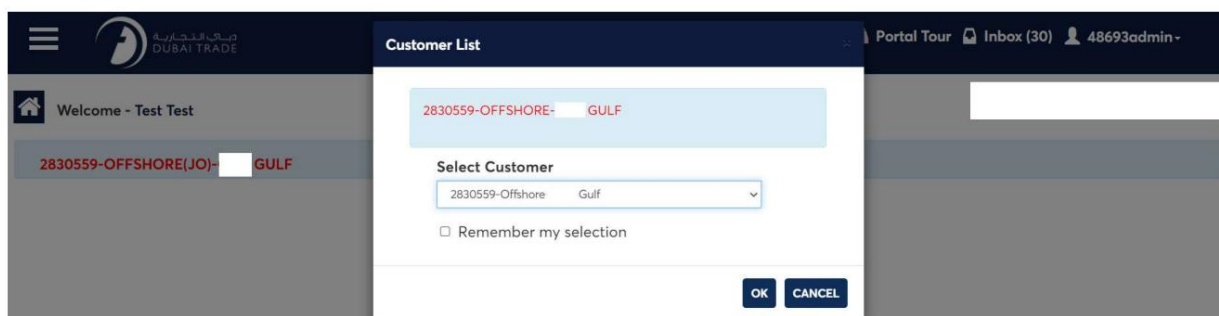 دبي التجارية
DUBAI TRADE
Customer List
Portal Tour
Inbox (30)
48693admin
Welcome - Test Test
2830559-OFFSHORE- GULF
2830559-OFFSHORE(JO)- GULF
Select Customer
2830559-Offshore Gulf
Remember my selection
OK
CANCEL